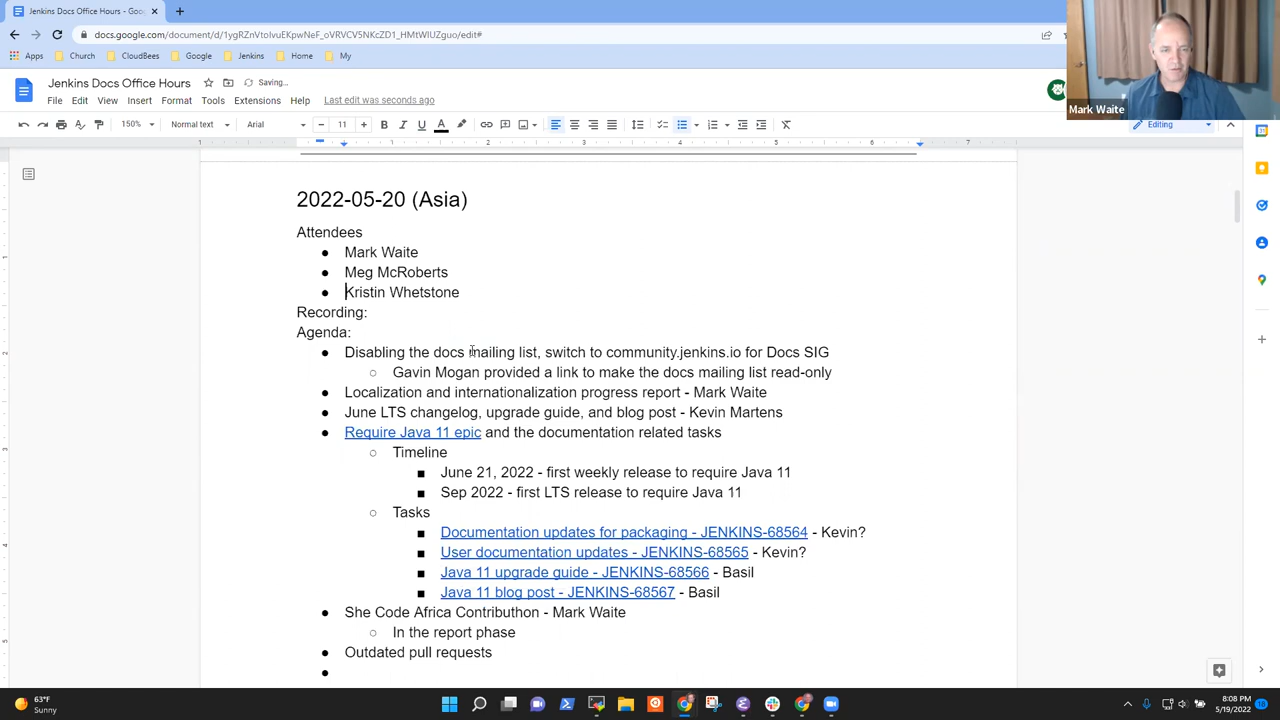 Jenkins Docs Office Hours - Goo
docs.google.com/document/d/1ygRZnVtoIvuEKpwNeF_oVRVCV5NKcZD1_HMtWIUZguo/edit#
Apps Church CloudBees Google Jenkins Home My
Jenkins Docs Office Hours
Saving...
File Edit View Insert Format Tools Extensions Help Last edit was seconds ago
Mark Waite
150% Normal text Arial 11 Editing
1 1 2 3 4 5 6 7
2022-05-20 (Asia)
Attendees
● Mark Waite
● Meg McRoberts
● Kristin Whetstone
Recording:
Agenda:
● Disabling the docs mailing list, switch to community.jenkins.io for Docs SIG
○ Gavin Mogan provided a link to make the docs mailing list read-only
● Localization and internationalization progress report - Mark Waite
● June LTS changelog, upgrade guide, and blog post - Kevin Martens
● Require Java 11 epic and the documentation related tasks
○ Timeline
■ June 21, 2022 - first weekly release to require Java 11
■ Sep 2022 - first LTS release to require Java 11
○ Tasks
■ Documentation updates for packaging - JENKINS-68564 - Kevin?
■ User documentation updates - JENKINS-68565 - Kevin?
■ Java 11 upgrade guide - JENKINS-68566 - Basil
■ Java 11 blog post - JENKINS-68567 - Basil
● She Code Africa Contributhon - Mark Waite
○ In the report phase
● Outdated pull requests
●
63°F
Sunny
8:08 PM
5/19/2022